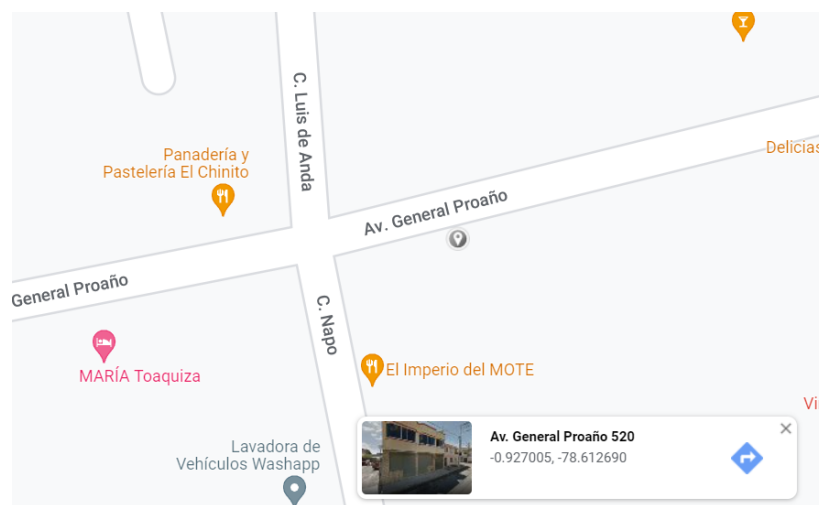 C. Luis de Anda
Delicias
Panadería y
Pastelería El Chinito
Av. General Proaño
General Proaño
C. Napo
MARÍA Toaquiza
El Imperio del MOTE
Vi
Lavadora de
Vehículos Washapp
Av. General Proaño 520
-0.927005, -78.612690